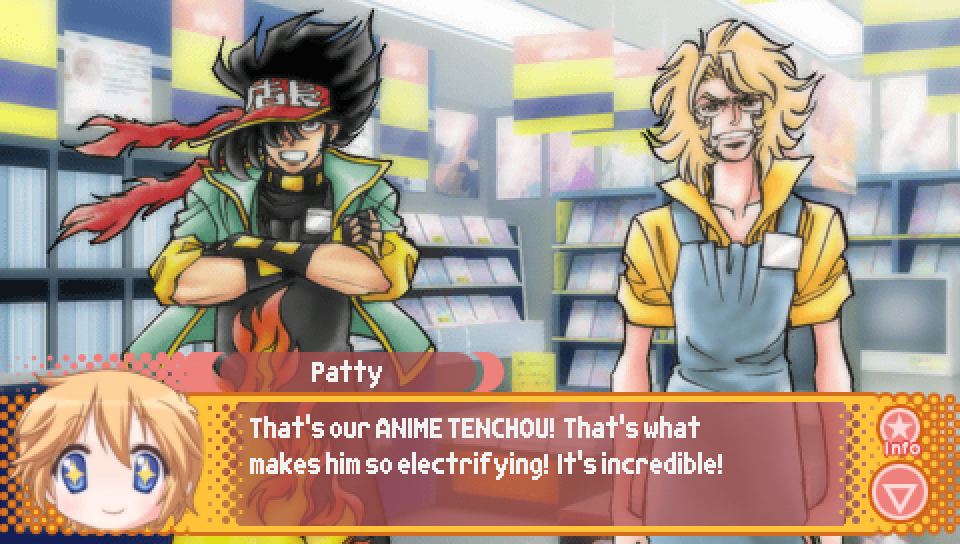 店長
Patty
That's our ANIME TENCHOU! That's what
makes him so electrifying! It's incredible!
Info